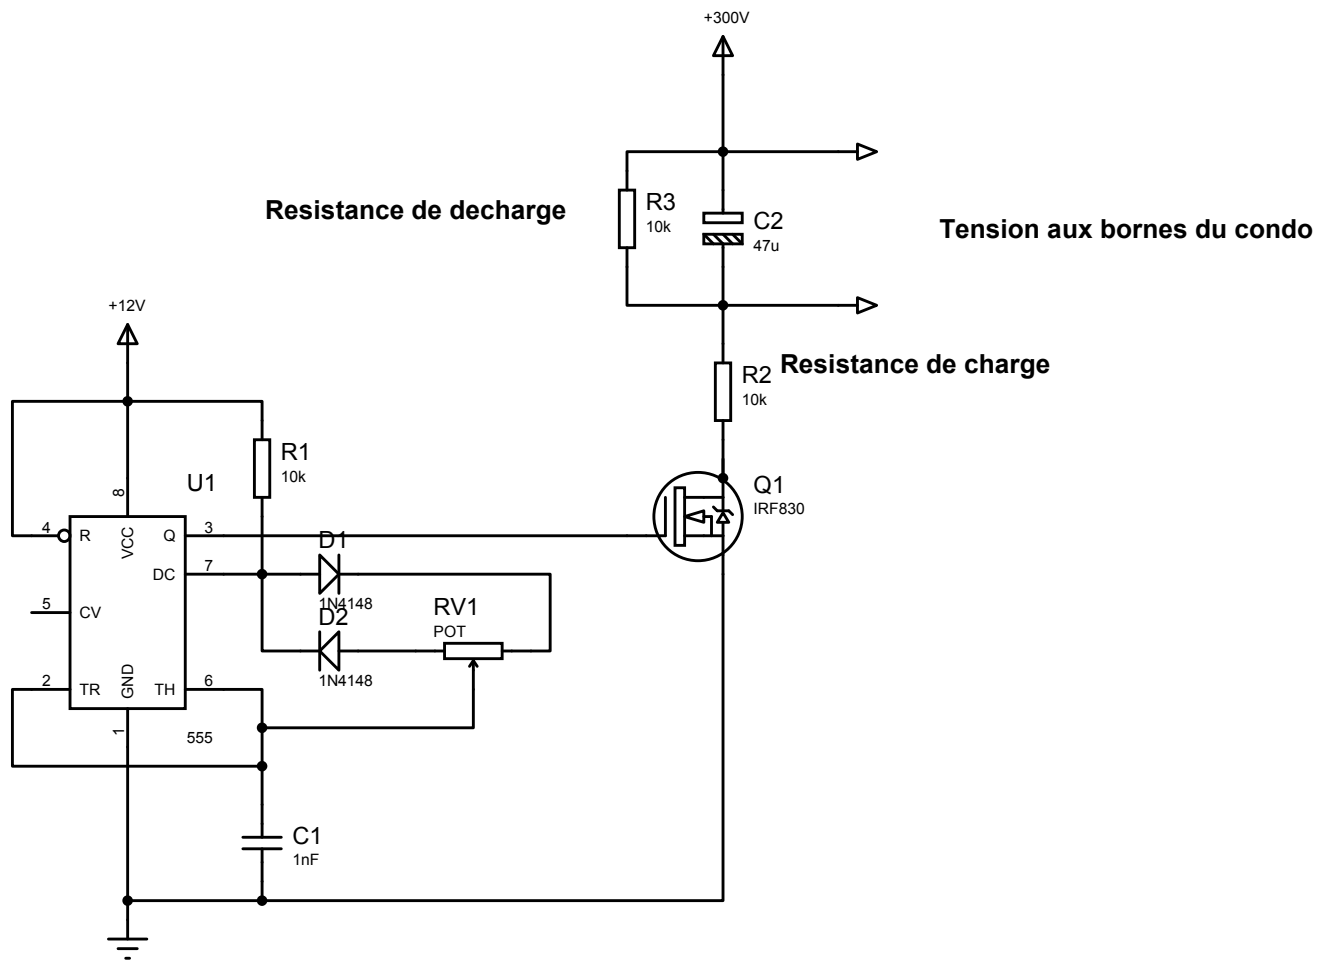 +300V
Resistance de decharge
R3
10k
C2
47u
Tension aux bornes du condo
+12V
R2
10k
Resistance de charge
R1
10k
U1
8
Q1
IRF830
4
R
VCC
Q
3
D1
DC
7
1N4148
5
CV
D2
RV1
POT
1N4148
2
TR
GND
TH
6
1
555
C1
1nF